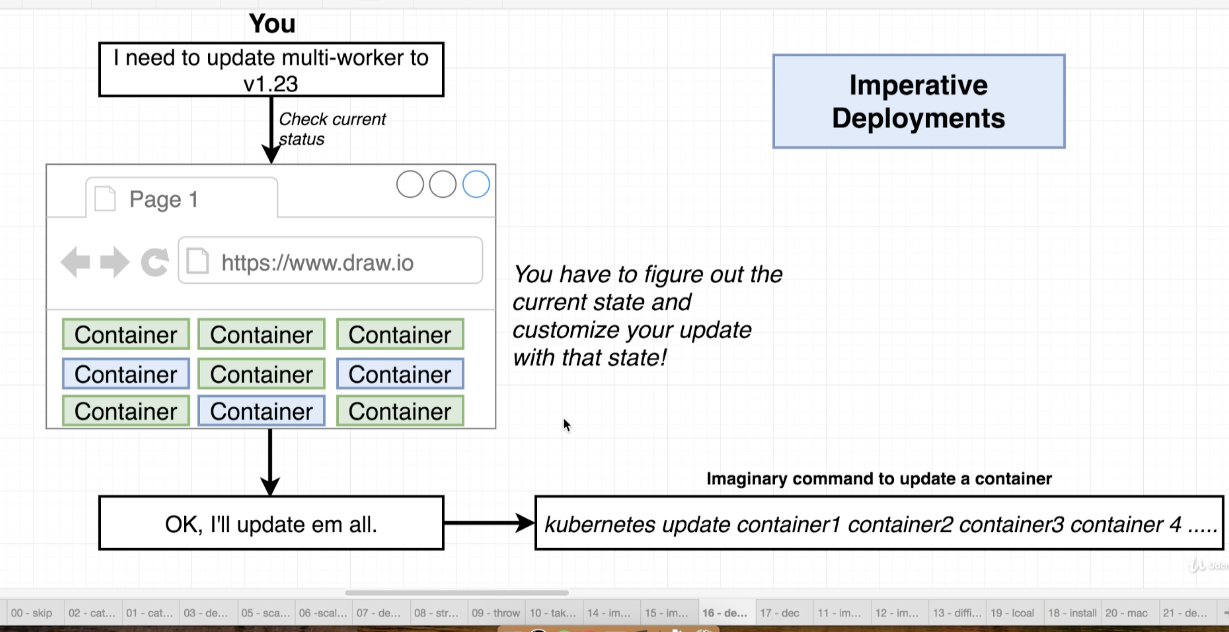 You
I need to update multi-worker to
v1.23
Imperative
Deployments
Check current
status
Page 1
https://www.draw.io
You have to figure out the
current state and
customize your update
with that state!
Container Container Container
Container Container Container
Container Container Container
Imaginary command to update a container
OK, I'll update em all.
kubernetes update container1 container2 container3 container 4 .....
00 - skip 02 - cat... 01 - cat... 03 - de... 05 - sca... 06 -scal... 07 - de... 08 - str... 09 - throw 10 - tak... 14 - im... 15 - im... 16 - de... 17 - dec 11 - im... 12 - im... 13 - diffi... 19 - lcoal 18 - install 20 - mac 21 - de...